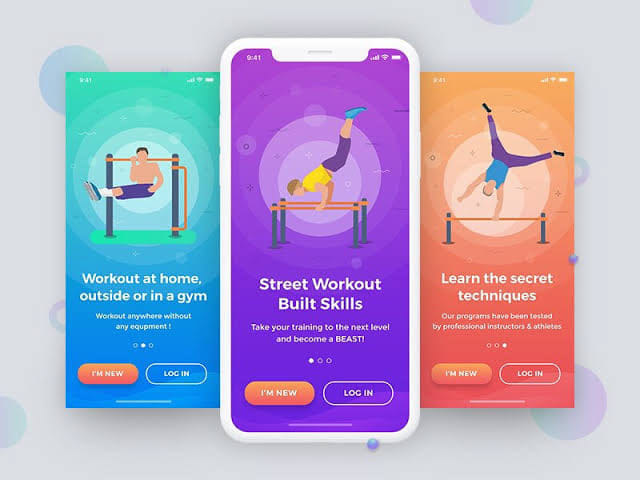 9:41
Workout at home,
outside or in a gym
Workout anywhere without
any equpment !
I'M NEW
LOG IN
9:41
Street Workout
Built Skills
Take your training to the next level
and become a BEAST!
I'M NEW
LOG IN
9:41
Learn the secret
techniques
Our programs have been tested
by professional instructors & athletes
I'M NEW
LOG IN